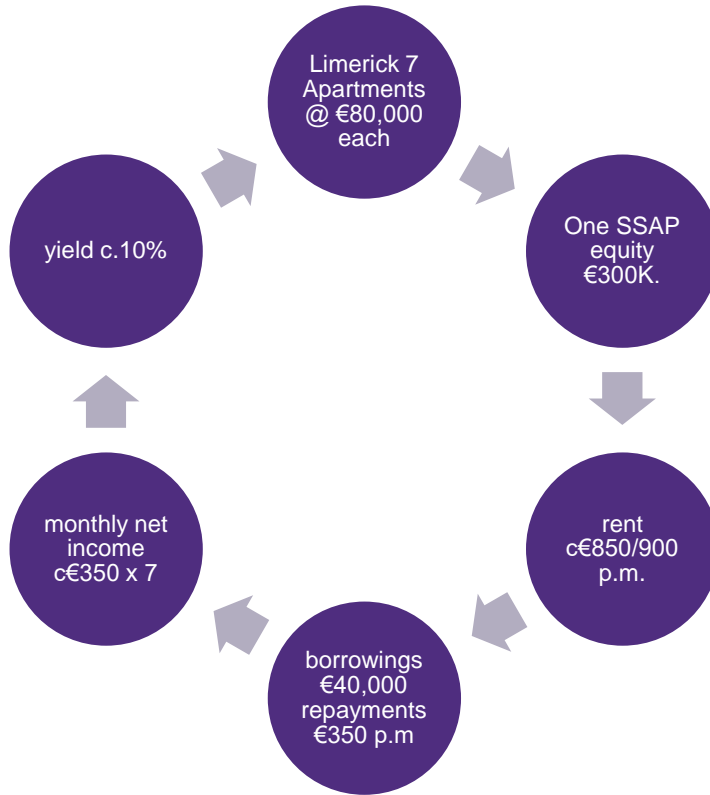 Limerick 7
Apartments
@ €80,000
each
One SSAP
equity
€300K.
rent
c€850/900
p.m.
borrowings
€40,000
repayments
€350 p.m
monthly net
income
c€350 x 7
yield c.10%